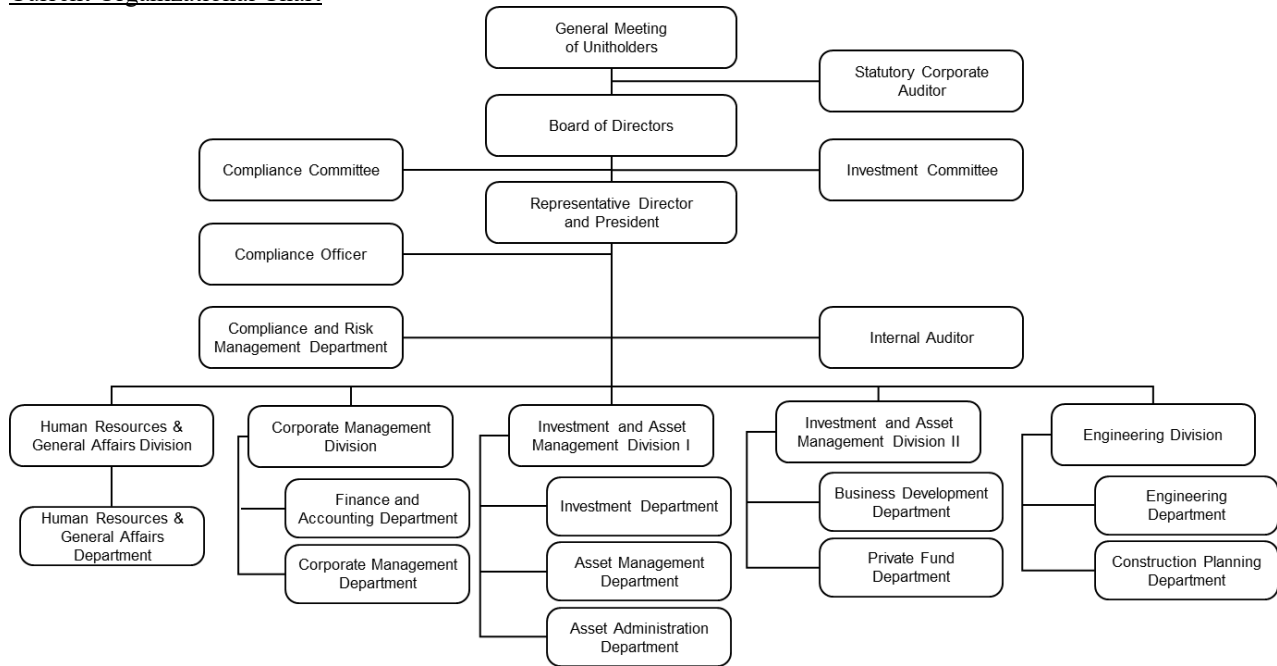 Current Organizational Chart
General Meeting
of Unitholders
Statutory Corporate
Auditor
Board of Directors
Compliance Committee
Investment Committee
Representative Director
and President
Compliance Officer
Compliance and Risk
Management Department
Internal Auditor
Human Resources &
General Affairs Division
Corporate Management
Division
Investment and Asset
Management Division I
Investment and Asset
Management Division II
Engineering Division
Human Resources &
General Affairs
Department
Finance and
Accounting Department
Corporate Management
Department
Investment Department
Asset Management
Department
Asset Administration
Department
Business Development
Department
Private Fund
Department
Engineering
Department
Construction Planning
Department